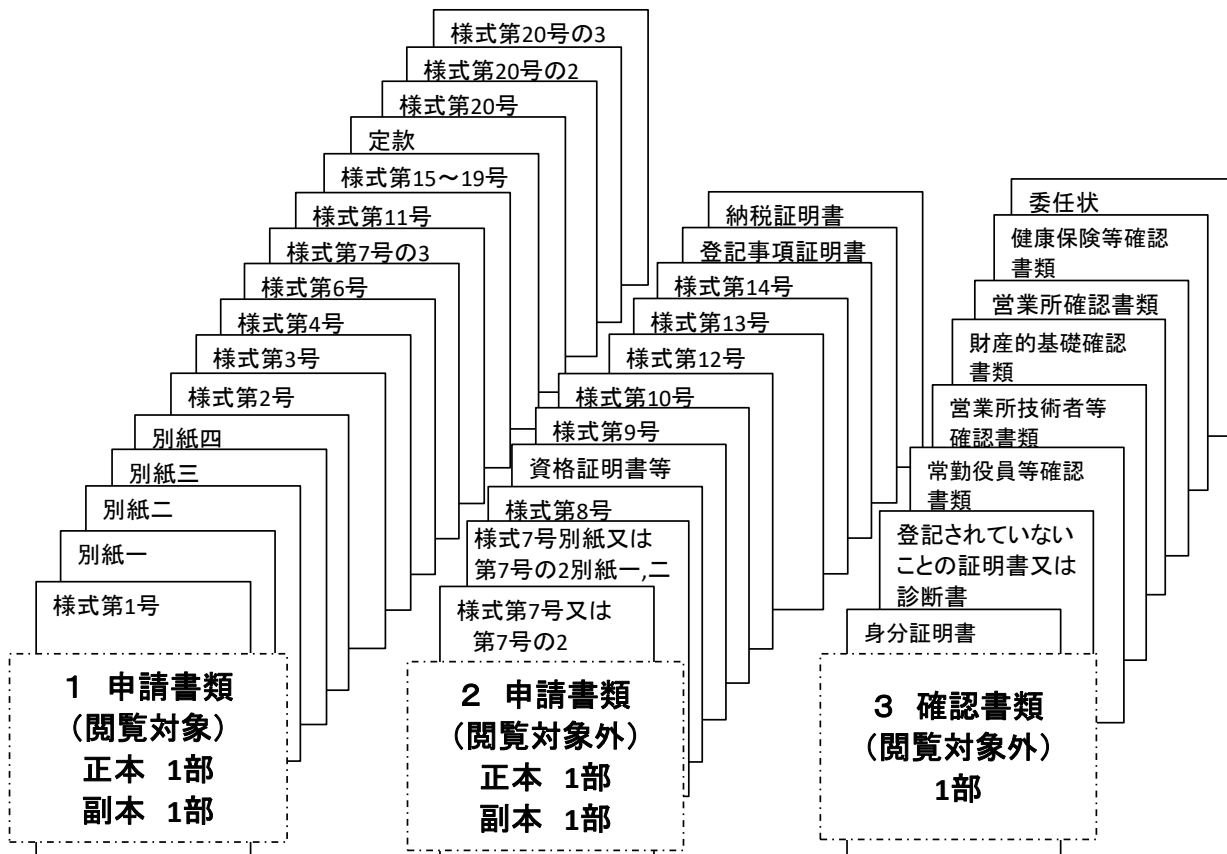 様式第20号の3
様式第20号の2
様式第20号
定款
様式第15～19号
様式第11号
様式第7号の3
様式第6号
様式第4号
様式第3号
様式第2号
別紙四
別紙三
別紙二
別紙一
様式第1号
1 申請書類
（閲覧対象）
正本 1部
副本 1部
納税証明書
登記事項証明書
様式第14号
様式第13号
様式第12号
様式第10号
様式第9号
資格証明書等
様式第8号
様式7号別紙又は
第7号の2別紙一,二
様式第7号又は
第7号の2
2 申請書類
（閲覧対象外）
正本 1部
副本 1部
委任状
健康保険等確認
書類
営業所確認書類
財産的基礎確認
書類
営業所技術者等
確認書類
常勤役員等確認
書類
登記されていない
ことの証明書又は
診断書
身分証明書
3 確認書類
（閲覧対象外）
1部